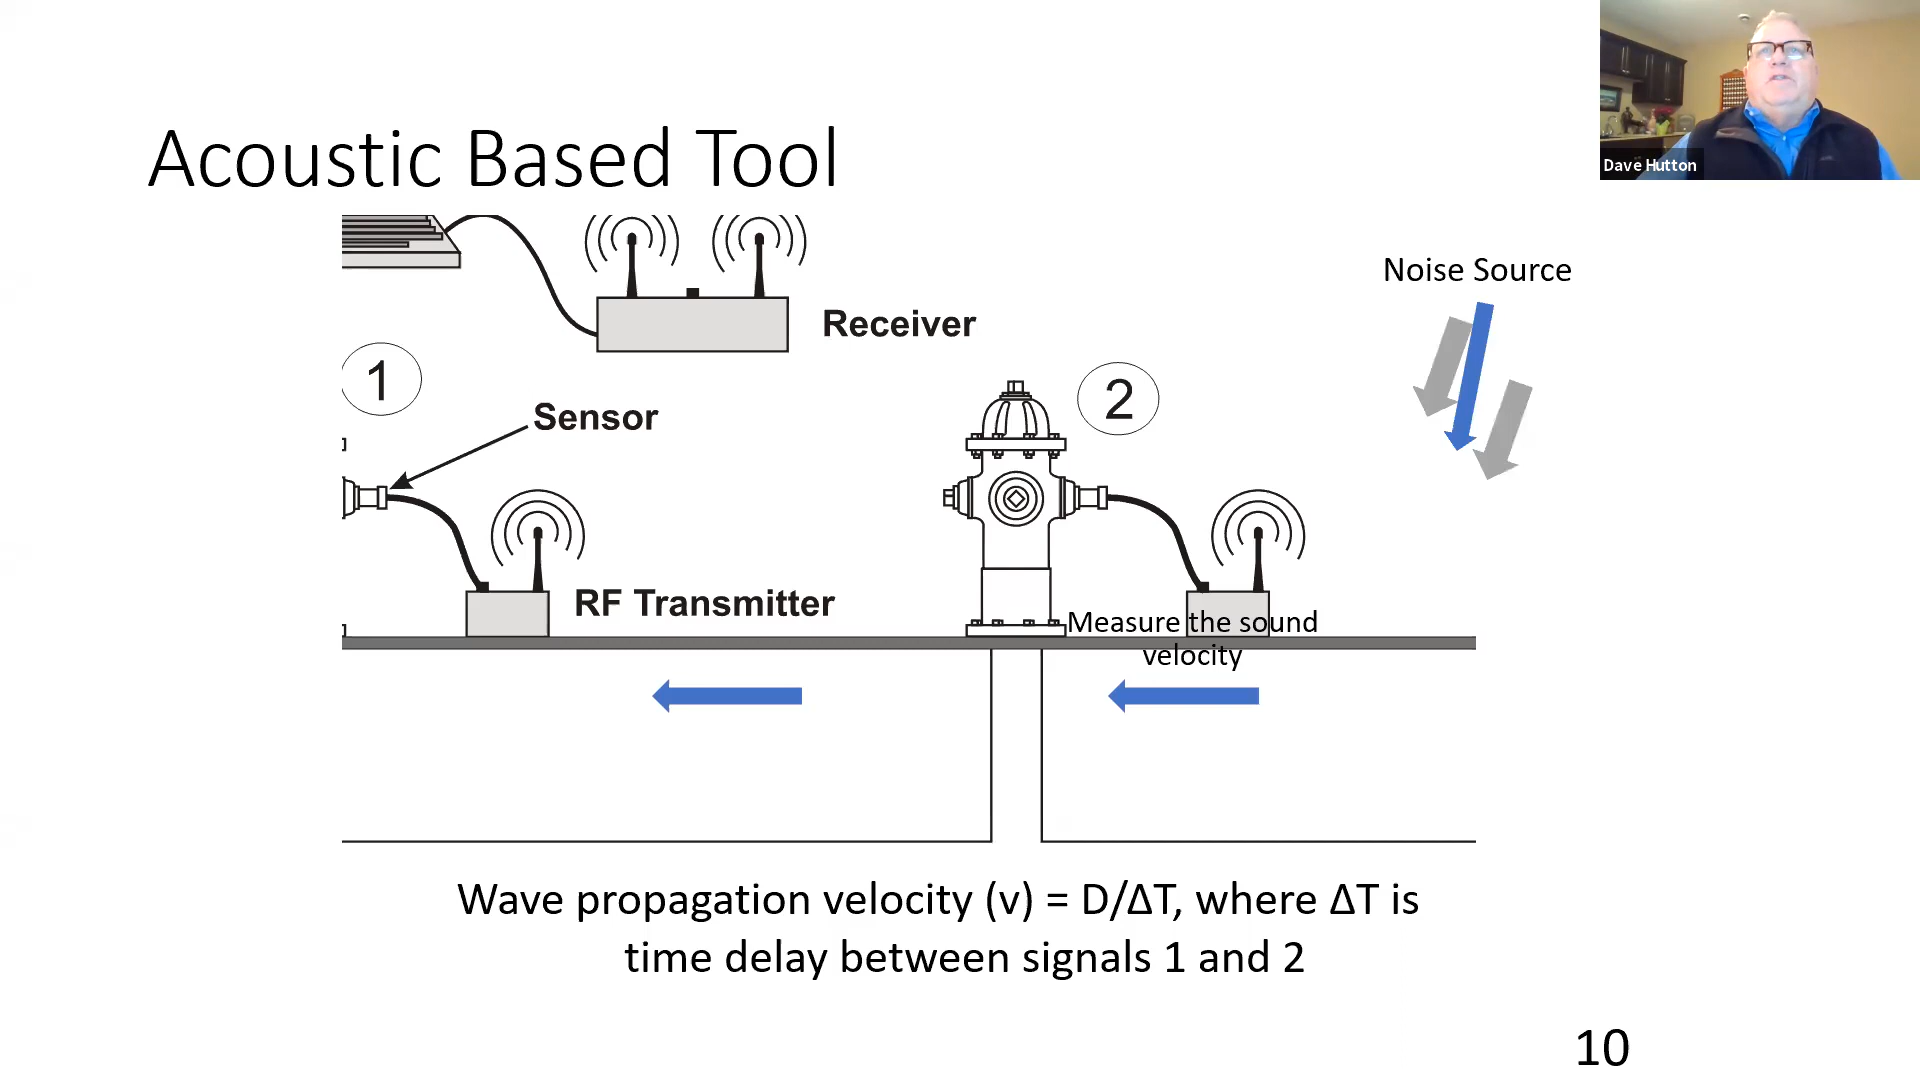 Dave Hutton
Acoustic Based Tool
Noise Source
Receiver
1
2
Sensor
RF Transmitter
Measure the sound
velocity
Wave propagation velocity (v) = D/ΔT, where ΔT is
time delay between signals 1 and 2
10